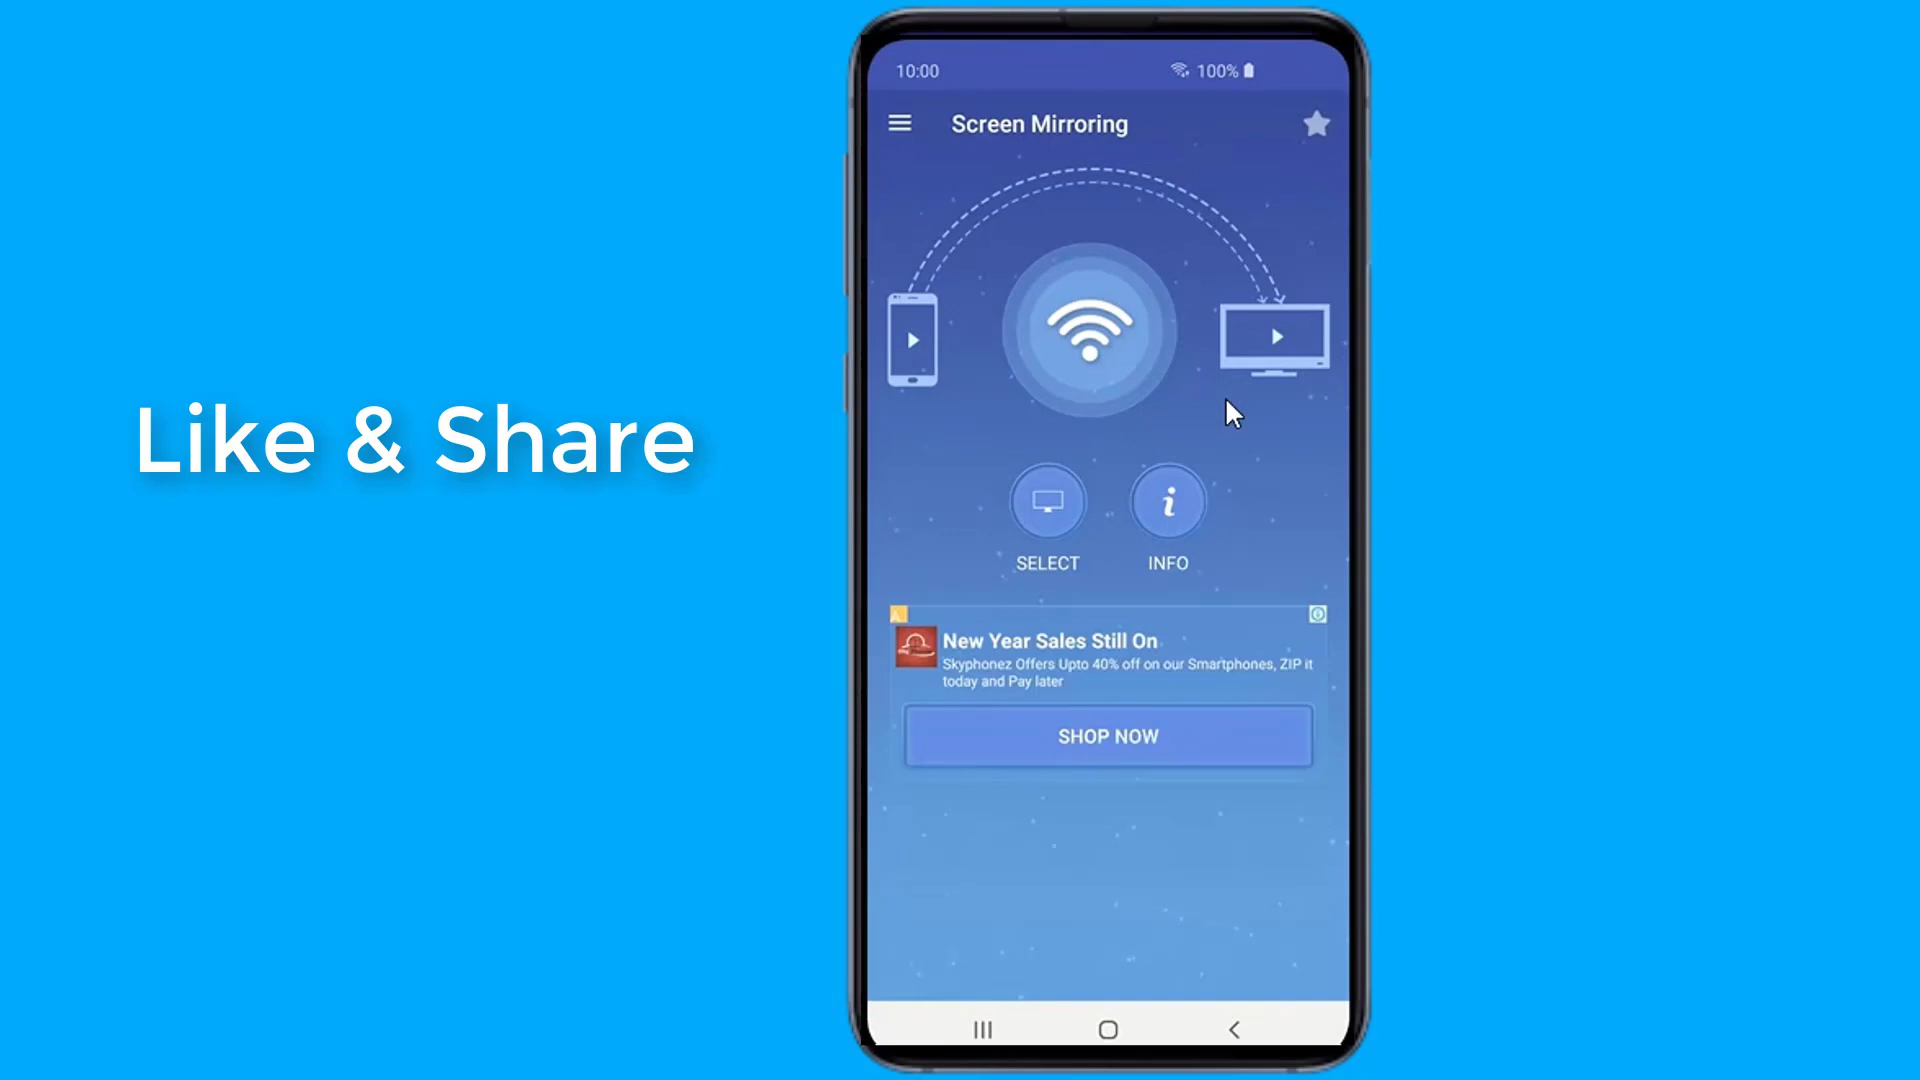 10:00
100%
Screen Mirroring
Like & Share
SELECT
INFO
New Year Sales Still On
Skyphonez Offers Upto 40% off on our Smartphones, ZIP it
today and Pay later
SHOP NOW